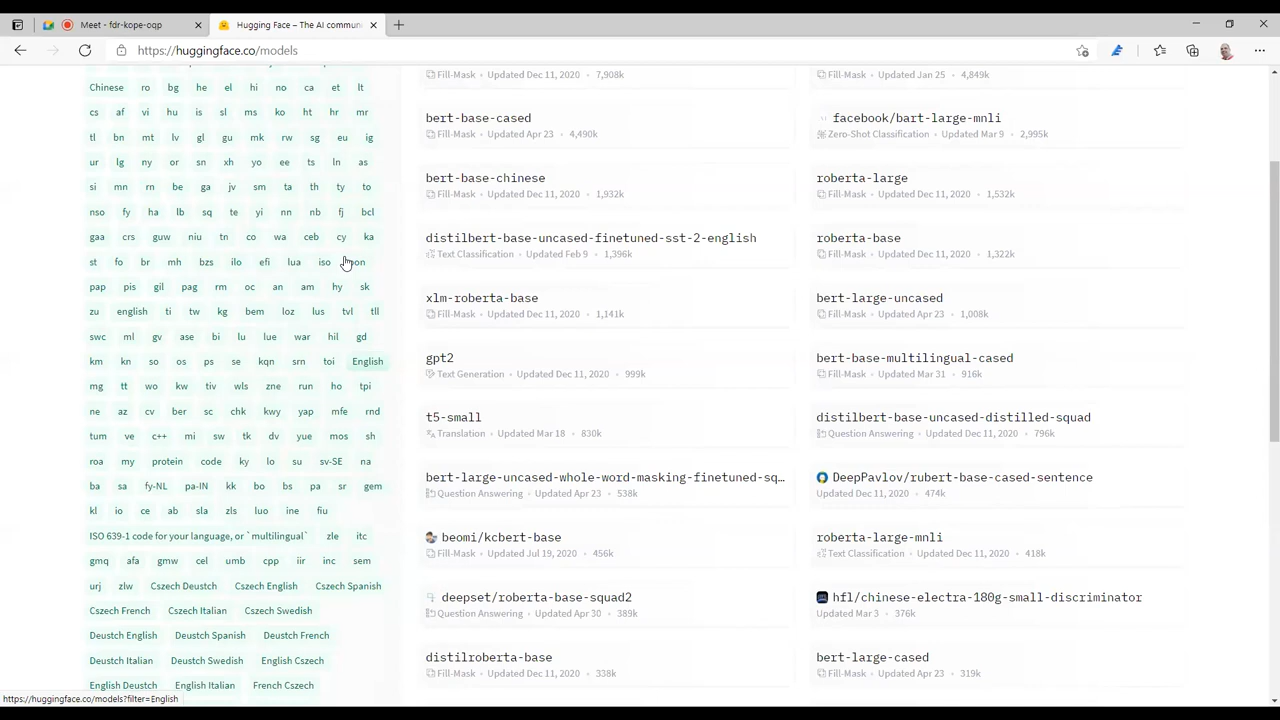 Meet - fdr-kope-oqp
Hugging Face – The AI commun
https://huggingface.co/models
Chinese ro bg he el hi no ca et lt
cs af vi hu is sl ms ko ht hr mr
tl bn mt lv gl gu mk rw sg eu ig
ur lg ny or sn xh yo ee ts ln as
si mn rn be ga jv sm ta th ty to
nso fy ha lb sq te yi nn nb fj bcl
gaa crs guw niu tn co wa ceb cy ka
st fo br mh bzs ilo efi lua iso
pap pis gil pag rm oc an am hy sk
zu english ti tw kg bem loz lus tvl tll
swc ml gv ase bi lu lue war hil gd
km kn so os ps se kqn srn toi English
mg tt wo kw tiv wls zne run ho tpi
ne az cv ber sc chk kwy yap mfe rnd
tum ve c++ mi sw tk dv yue mos sh
roa my protein code ky lo su sv-SE na
ba sa fy-NL pa-IN kk bo bs pa sr gem
kl io ce ab sla zls luo ine fiu
ISO 639-1 code for your language, or `multilingual` zle itc
gmq afa gmw cel umb cpp iir inc sem
urj zlw Czech Deustch Czech English Czech Spanish
Czech French Czech Italian Czech Swedish
Deustch English Deustch Spanish Deustch French
Deustch Italian Deustch Swedish English Czech
English Deustch English Italian French Czech
Fill-Mask • Updated Dec 11, 2020 • 7,908k
Fill-Mask • Updated Jan 25 • 4,849k
bert-base-cased
Fill-Mask • Updated Apr 23 • 4,490k
facebook/bart-large-mnli
Zero-Shot Classification • Updated Mar 9 • 2,995k
bert-base-chinese
Fill-Mask • Updated Dec 11, 2020 • 1,932k
roberta-large
Fill-Mask • Updated Dec 11, 2020 • 1,532k
distilbert-base-uncased-finetuned-sst-2-english
Text Classification • Updated Feb 9 • 1,396k
roberta-base
Fill-Mask • Updated Dec 11, 2020 • 1,322k
xlm-roberta-base
Fill-Mask • Updated Dec 11, 2020 • 1,141k
bert-large-uncased
Fill-Mask • Updated Apr 23 • 1,008k
gpt2
Text Generation • Updated Dec 11, 2020 • 999k
bert-base-multilingual-cased
Fill-Mask • Updated Mar 31 • 916k
t5-small
Translation • Updated Mar 18 • 830k
distilbert-base-uncased-distilled-squad
Question Answering • Updated Dec 11, 2020 • 796k
bert-large-uncased-whole-word-masking-finetuned-sq…
Question Answering • Updated Apr 23 • 538k
DeepPavlov/rubert-base-cased-sentence
Updated Dec 11, 2020 • 474k
beomi/kcbert-base
Fill-Mask • Updated Jul 19, 2020 • 456k
roberta-large-mnli
Text Classification • Updated Dec 11, 2020 • 418k
deepset/roberta-base-squad2
Question Answering • Updated Apr 30 • 389k
hfl/chinese-electra-180g-small-discriminator
Updated Mar 3 • 376k
distilroberta-base
Fill-Mask • Updated Dec 11, 2020 • 338k
bert-large-cased
Fill-Mask • Updated Apr 23 • 319k
https://huggingface.co/models?filter=English